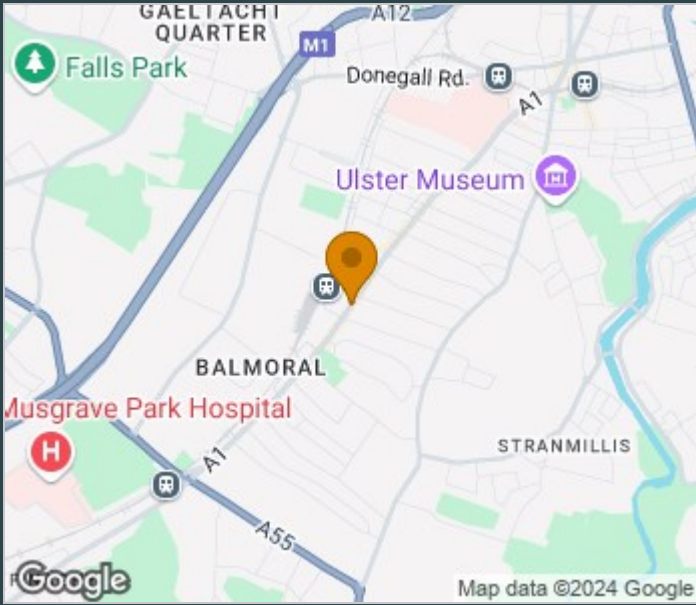 GAELTACHT
QUARTER
A12
M1
Falls Park
Donegall Rd.
A1
Ulster Museum
BALMORAL
Musgrave Park Hospital
H
A1
STRANMILLIS
A55
Google
Map data ©2024 Google